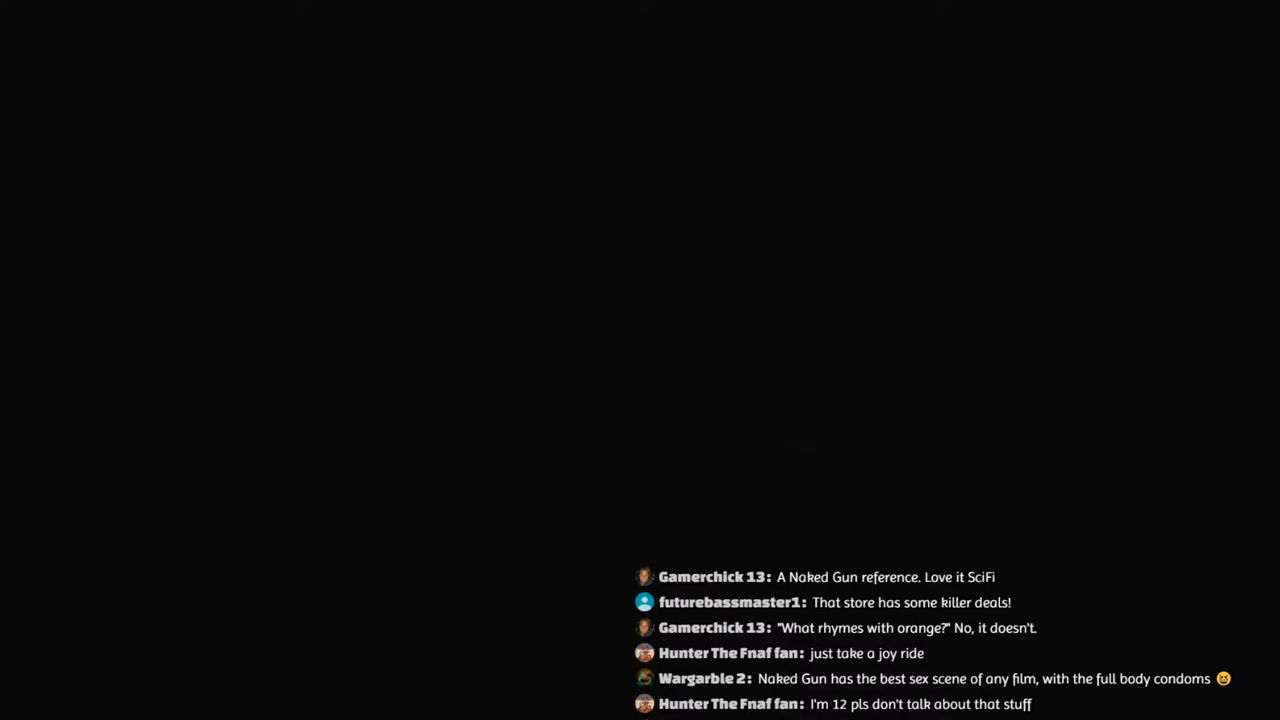 Gamerchick 13: A Naked Gun reference. Love it SciFi
futurebassmaster1: That store has some killer deals!
Gamerchick 13: "What rhymes with orange?" No, it doesn't.
Hunter The Fnaf fan: just take a joy ride
Wargarble 2: Naked Gun has the best sex scene of any film, with the full body condoms 😆
Hunter The Fnaf fan: I'm 12 pls don't talk about that stuff